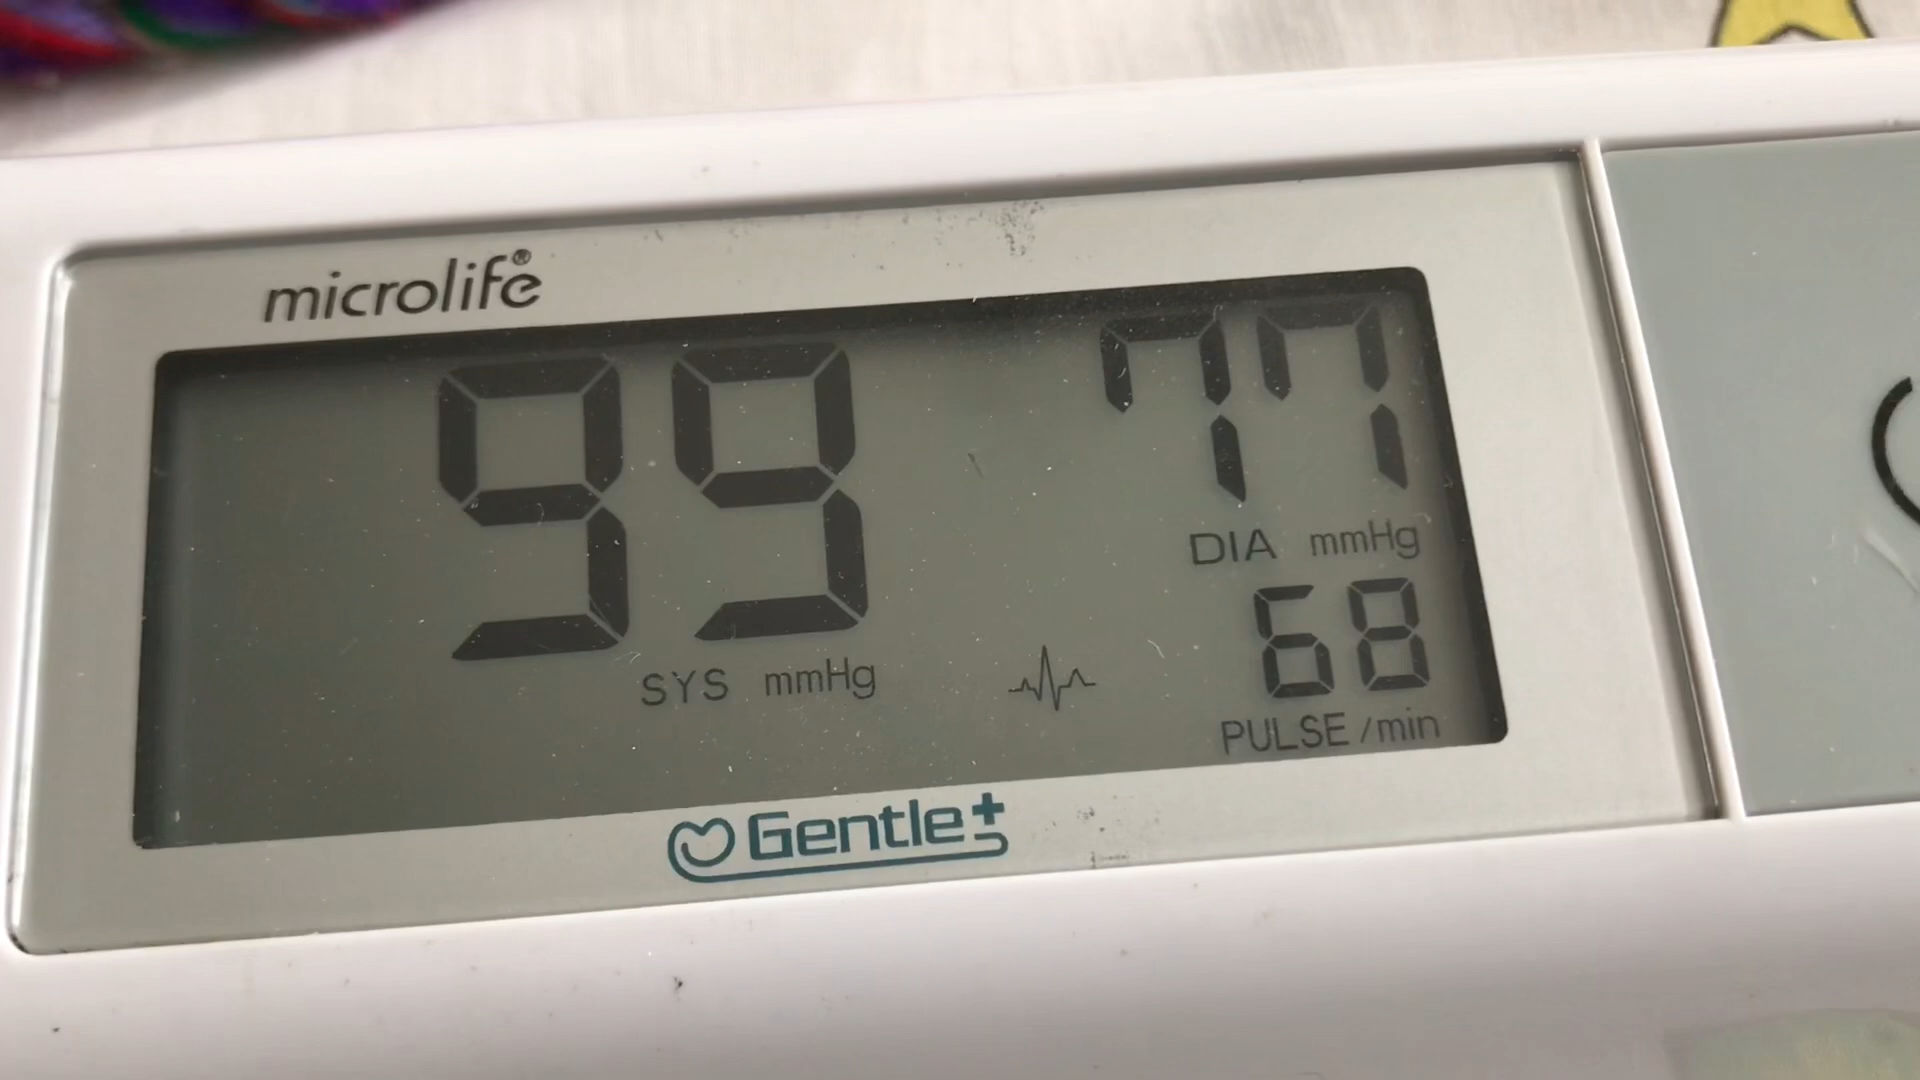 microlife®
99 77
DIA mmHg
SYS mmHg 68
PULSE /min
Gentle+